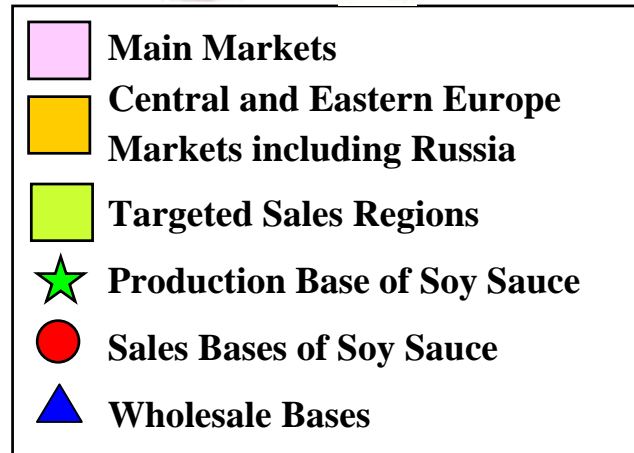 Main Markets
Central and Eastern Europe
Markets including Russia
Targeted Sales Regions
Production Base of Soy Sauce
Sales Bases of Soy Sauce
Wholesale Bases